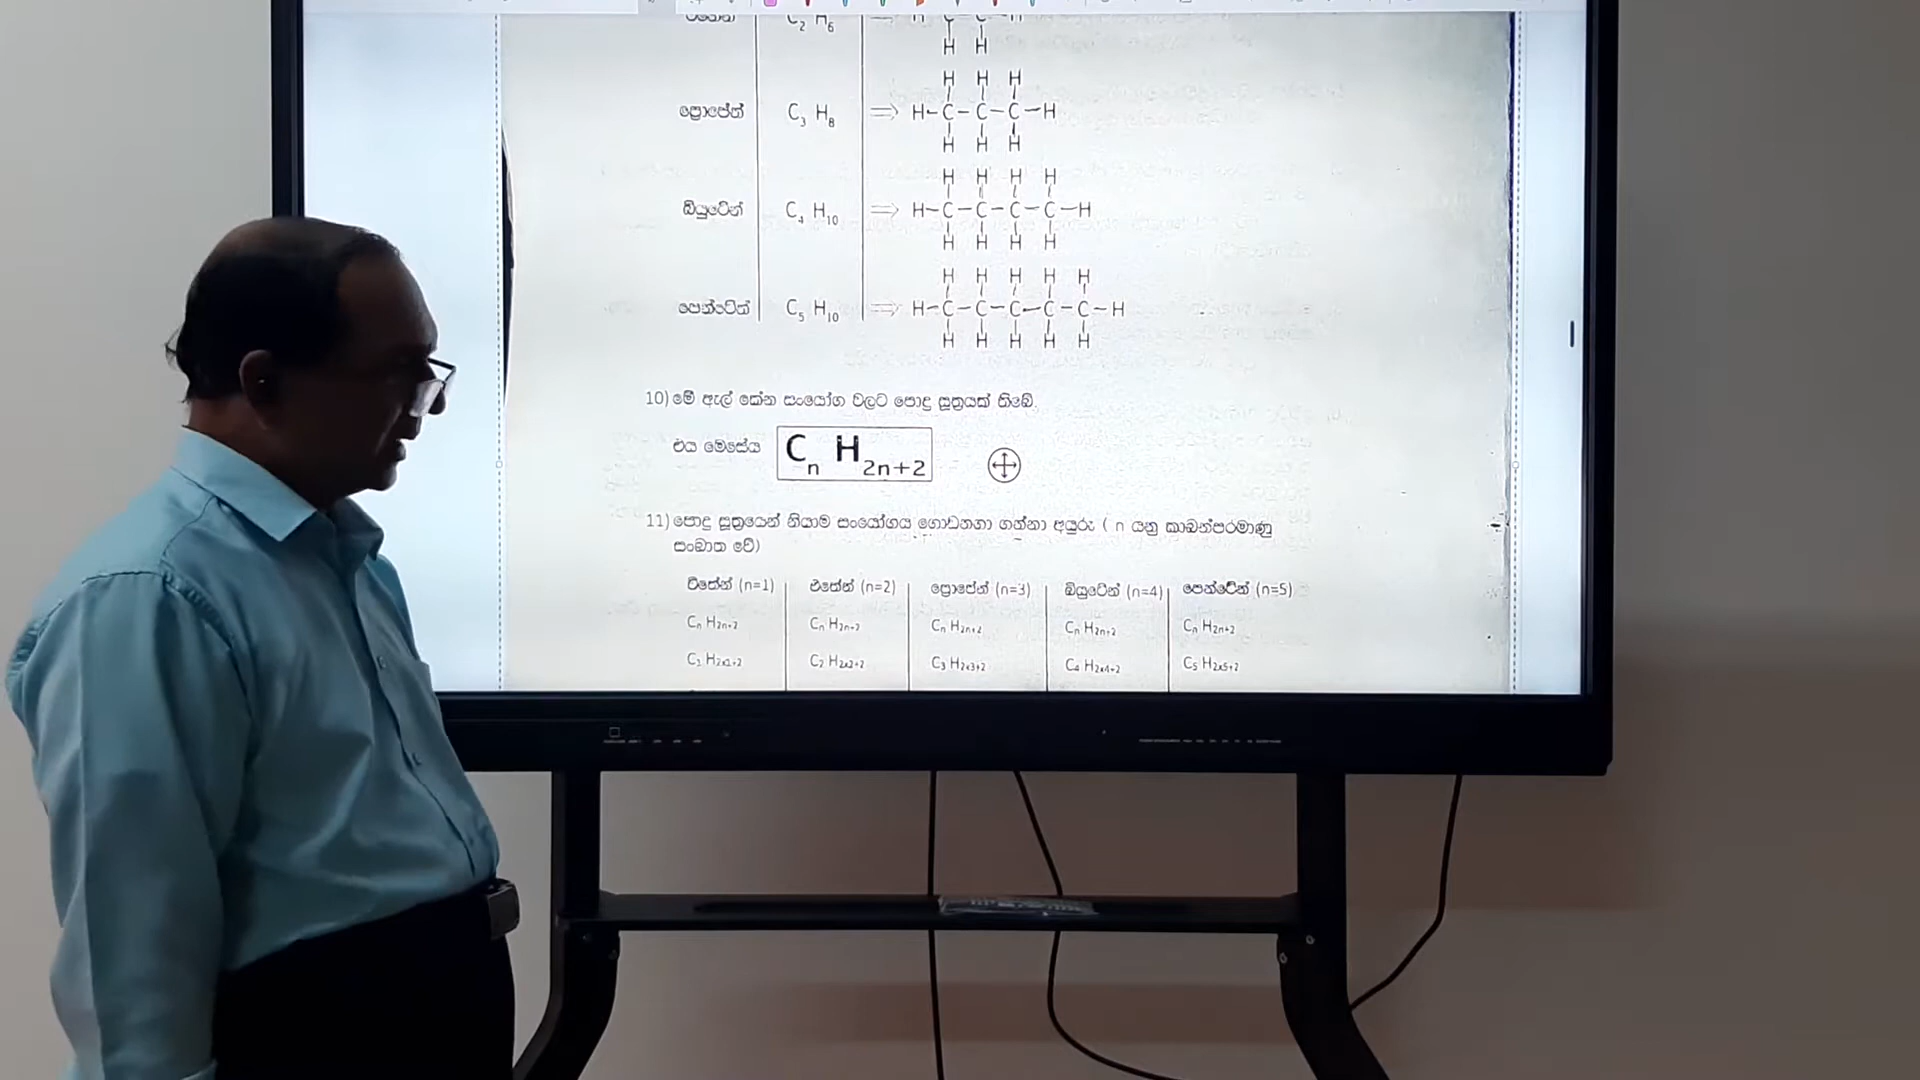 C2 H6
H H
H H H
ප්‍රොපේන් C3 H8 ⇒ H-C-C-C-H
H H H
H H H H
බියුටේන් C4 H10 ⇒ H-C-C-C-C-H
H H H H
H H H H H
පෙන්ටේන් C5 H10 ⇒ H-C-C-C-C-C-H
H H H H H
10) මේ ඇල් කේන සංයෝග වලට පොදු සූත්‍රයක් තිබේ.
එය මෙසේය Cn H2n+2
11) පොදු සූත්‍රයෙන් නියාම සංයෝගය ගොඩනගා ගන්නා අයුරු ( n යනු කාබන්පරමාණු
සංඛාත වේ)
මීතේන් (n=1) එතේන් (n=2) ප්‍රොපේන් (n=3) බියුටේන් (n=4) පෙන්ටේන් (n=5)
Cn H2n+2 Cn H2n+2 Cn H2n+2 Cn H2n+2 Cn H2n+2
C1 H2x1+2 C2 H2x2+2 C3 H2x3+2 C4 H2x4+2 C5 H2x5+2